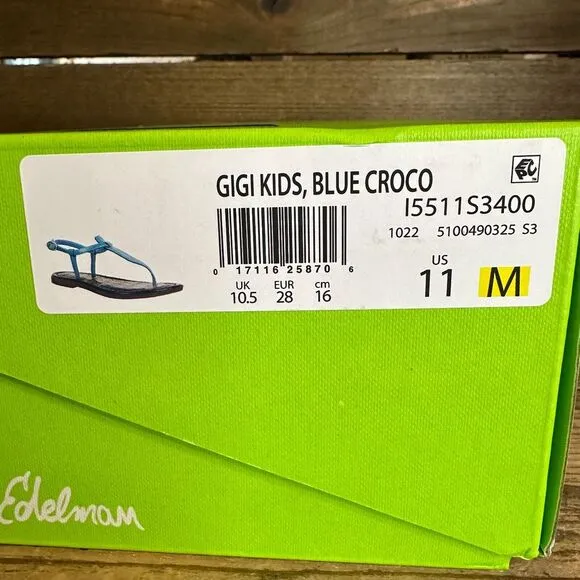 GIGI KIDS, BLUE CROCO
I5511S3400
1022 5100490325 S3
0 17116 25870 6
UK EUR cm
10.5 28 16
US
11 M
Edelman